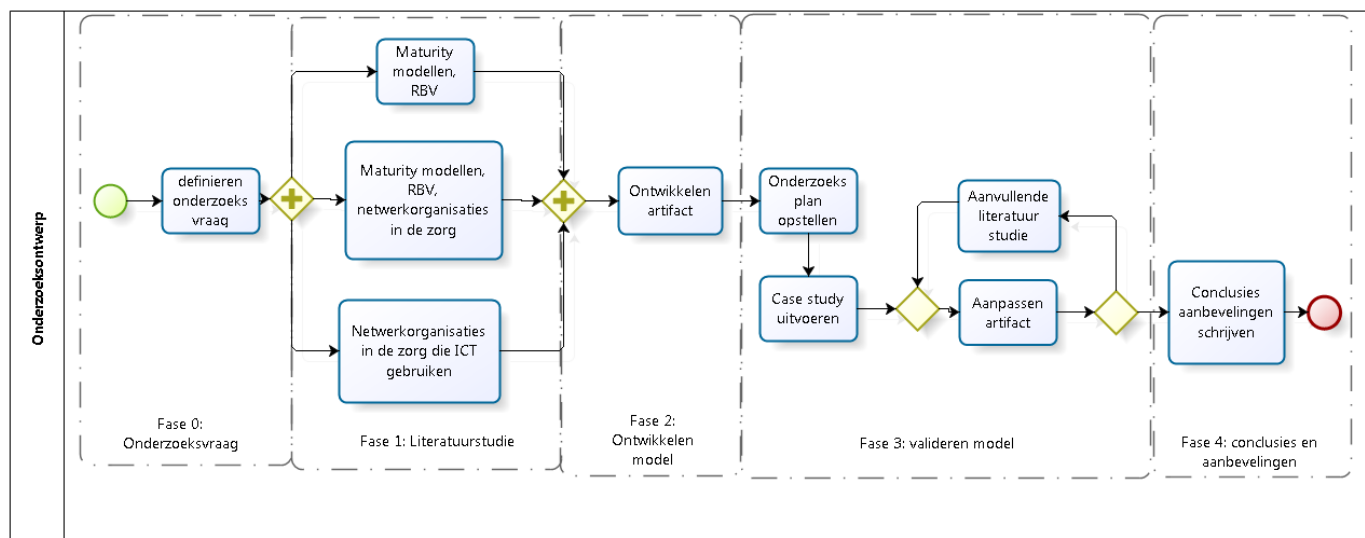 Onderzoeksontwerp
definieren
onderzoeks
vraag
Fase 0:
Onderzoeksvraag
Maturity
modellen,
RBV
Maturity modellen,
RBV,
netwerkorganisaties
in de zorg
Netwerkorganisaties
in de zorg die ICT
gebruiken
Fase 1: Literatuurstudie
Ontwikkelen
artifact
Fase 2:
Ontwikkelen
model
Onderzoeks
plan
opstellen
Case study
uitvoeren
Aanvullende
literatuur
studie
Aanpassen
artifact
Fase 3: valideren model
Conclusies
aanbevelingen
schrijven
Fase 4: conclusies en
aanbevelingen